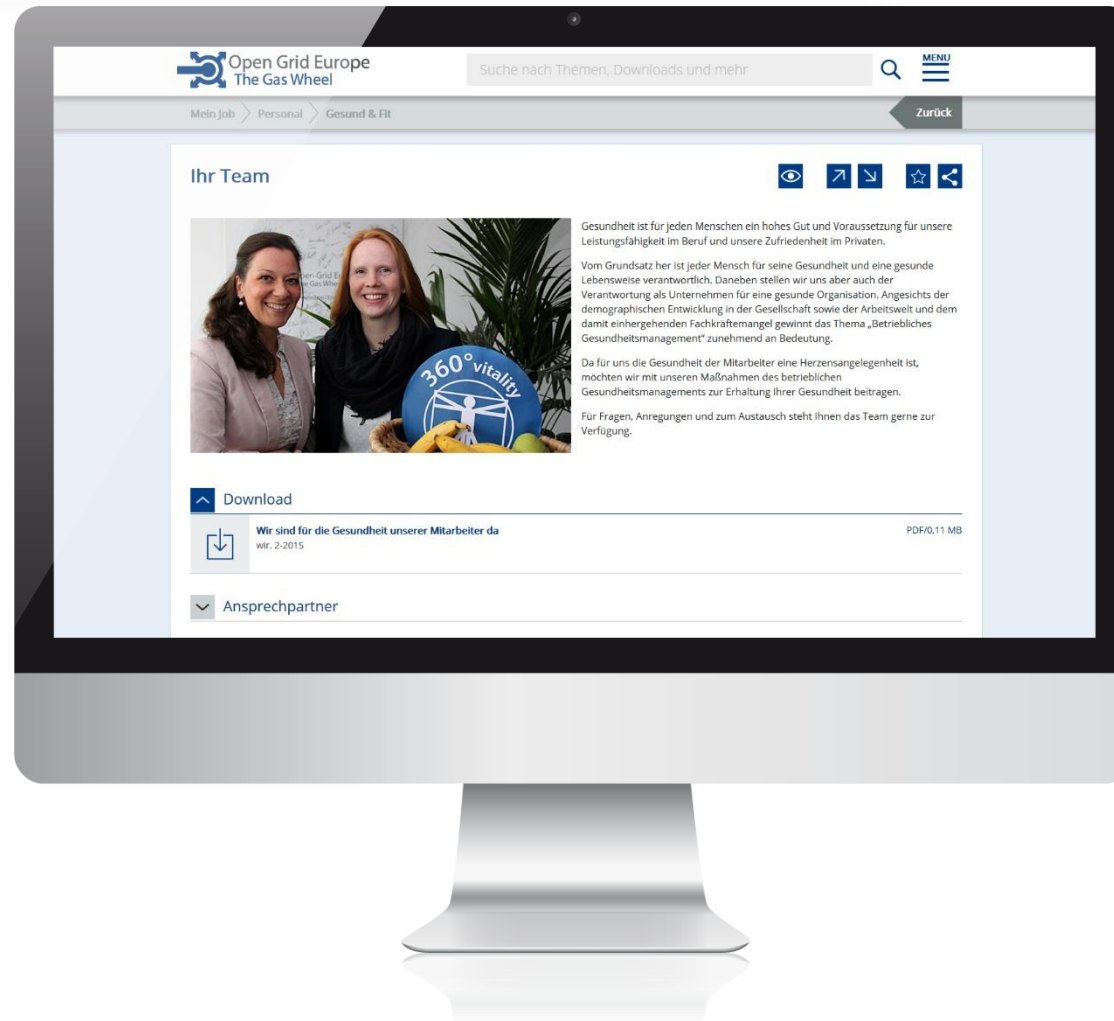 Open Grid Europe
The Gas Wheel
Suche nach Themen, Downloads und mehr
MENU
Mein Job
Personal
Gesund & Fit
Zurück
Ihr Team
Gesundheit ist für jeden Menschen ein hohes Gut und Voraussetzung für unsere
Leistungsfähigkeit im Beruf und unsere Zufriedenheit im Privaten.
Vom Grundsatz her ist jeder Mensch für seine Gesundheit und eine gesunde
Lebensweise verantwortlich. Daneben stellen wir uns aber auch der
Verantwortung als Unternehmen für eine gesunde Organisation. Angesichts der
demographischen Entwicklung in der Gesellschaft sowie der Arbeitswelt und dem
damit einhergehenden Fachkräftemangel gewinnt das Thema „Betriebliches
Gesundheitsmanagement" zunehmend an Bedeutung.
Da für uns die Gesundheit der Mitarbeiter eine Herzensangelegenheit ist,
möchten wir mit unseren Maßnahmen des betrieblichen
Gesundheitsmanagements zur Erhaltung Ihrer Gesundheit beitragen.
Für Fragen, Anregungen und zum Austausch steht Ihnen das Team gerne zur
Verfügung.
360° vitality
Download
Wir sind für die Gesundheit unserer Mitarbeiter da
PDF/0,11 MB
wir. 2-2015
Ansprechpartner